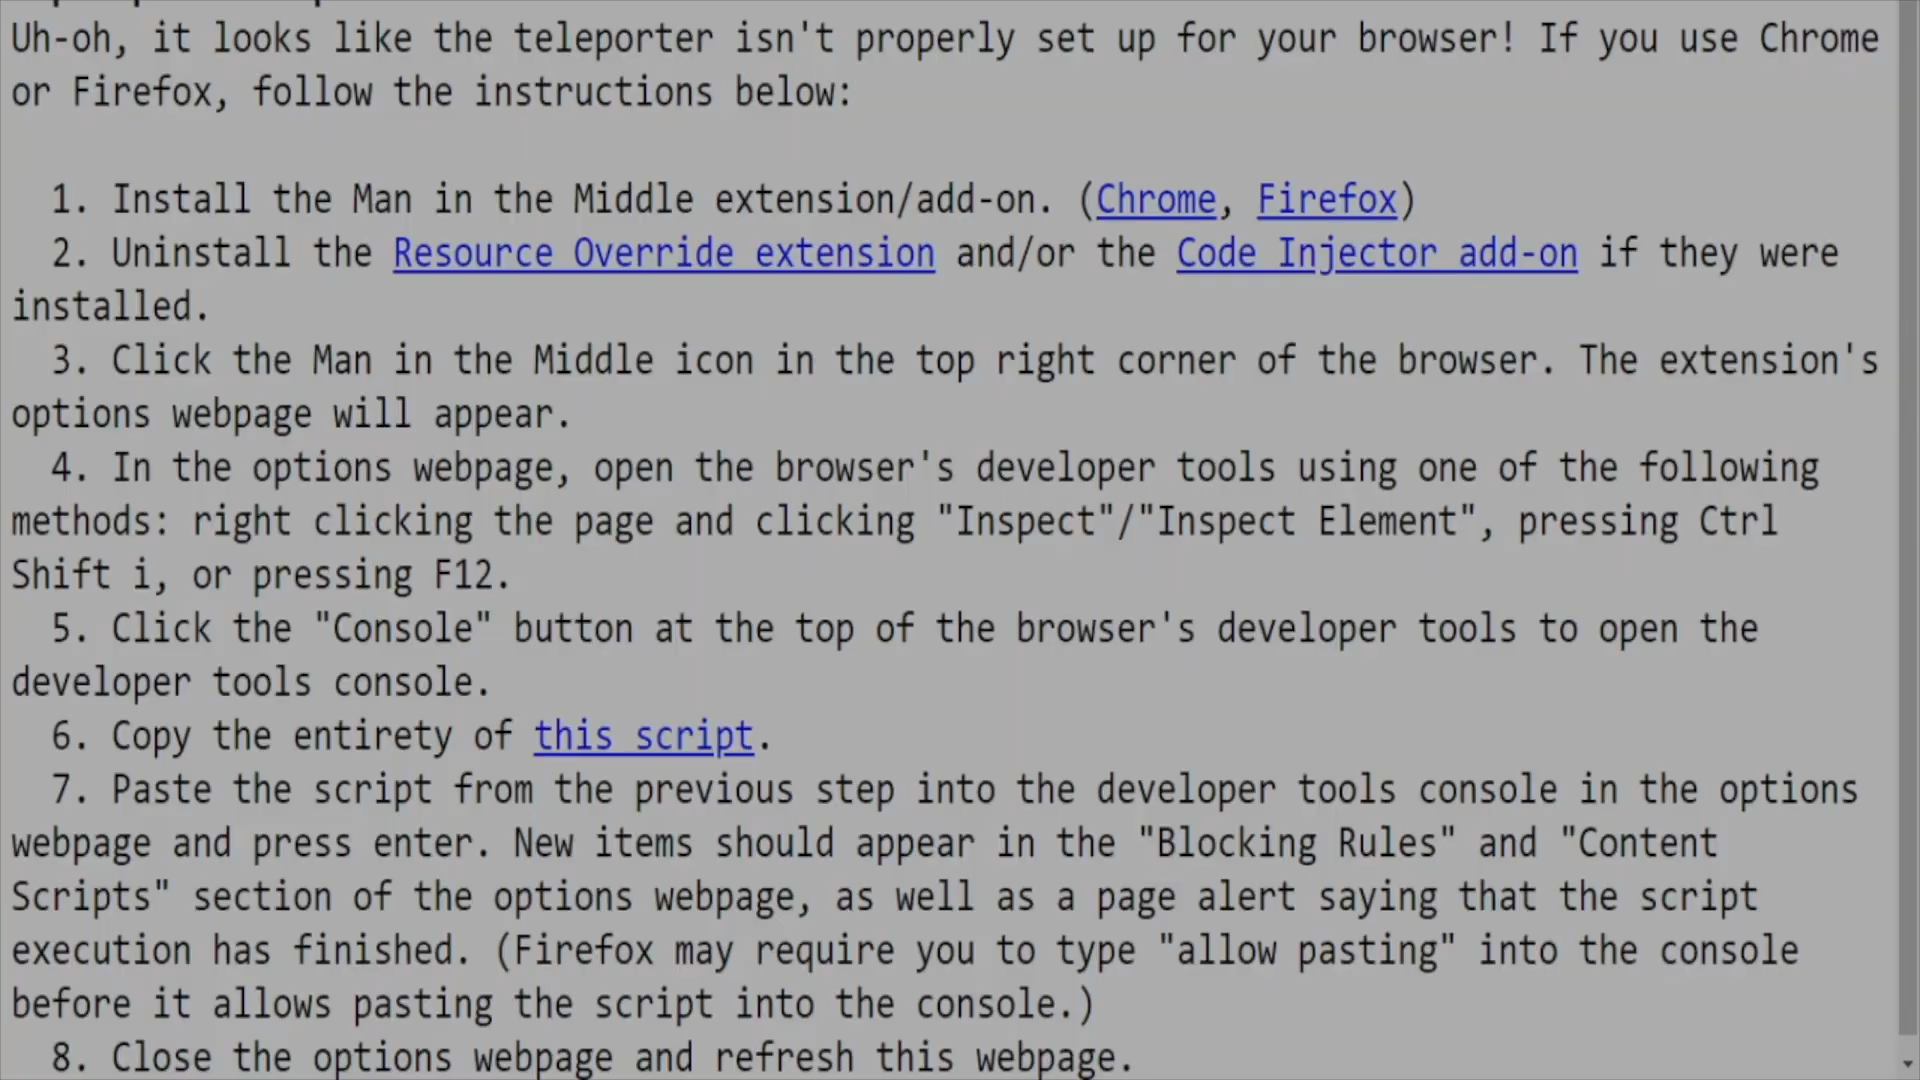 Uh-oh, it looks like the teleporter isn't properly set up for your browser! If you use Chrome
or Firefox, follow the instructions below:
1. Install the Man in the Middle extension/add-on. (Chrome, Firefox)
2. Uninstall the Resource Override extension and/or the Code Injector add-on if they were
installed.
3. Click the Man in the Middle icon in the top right corner of the browser. The extension's
options webpage will appear.
4. In the options webpage, open the browser's developer tools using one of the following
methods: right clicking the page and clicking "Inspect"/"Inspect Element", pressing Ctrl
Shift i, or pressing F12.
5. Click the "Console" button at the top of the browser's developer tools to open the
developer tools console.
6. Copy the entirety of this script.
7. Paste the script from the previous step into the developer tools console in the options
webpage and press enter. New items should appear in the "Blocking Rules" and "Content
Scripts" section of the options webpage, as well as a page alert saying that the script
execution has finished. (Firefox may require you to type "allow pasting" into the console
before it allows pasting the script into the console.)
8. Close the options webpage and refresh this webpage.